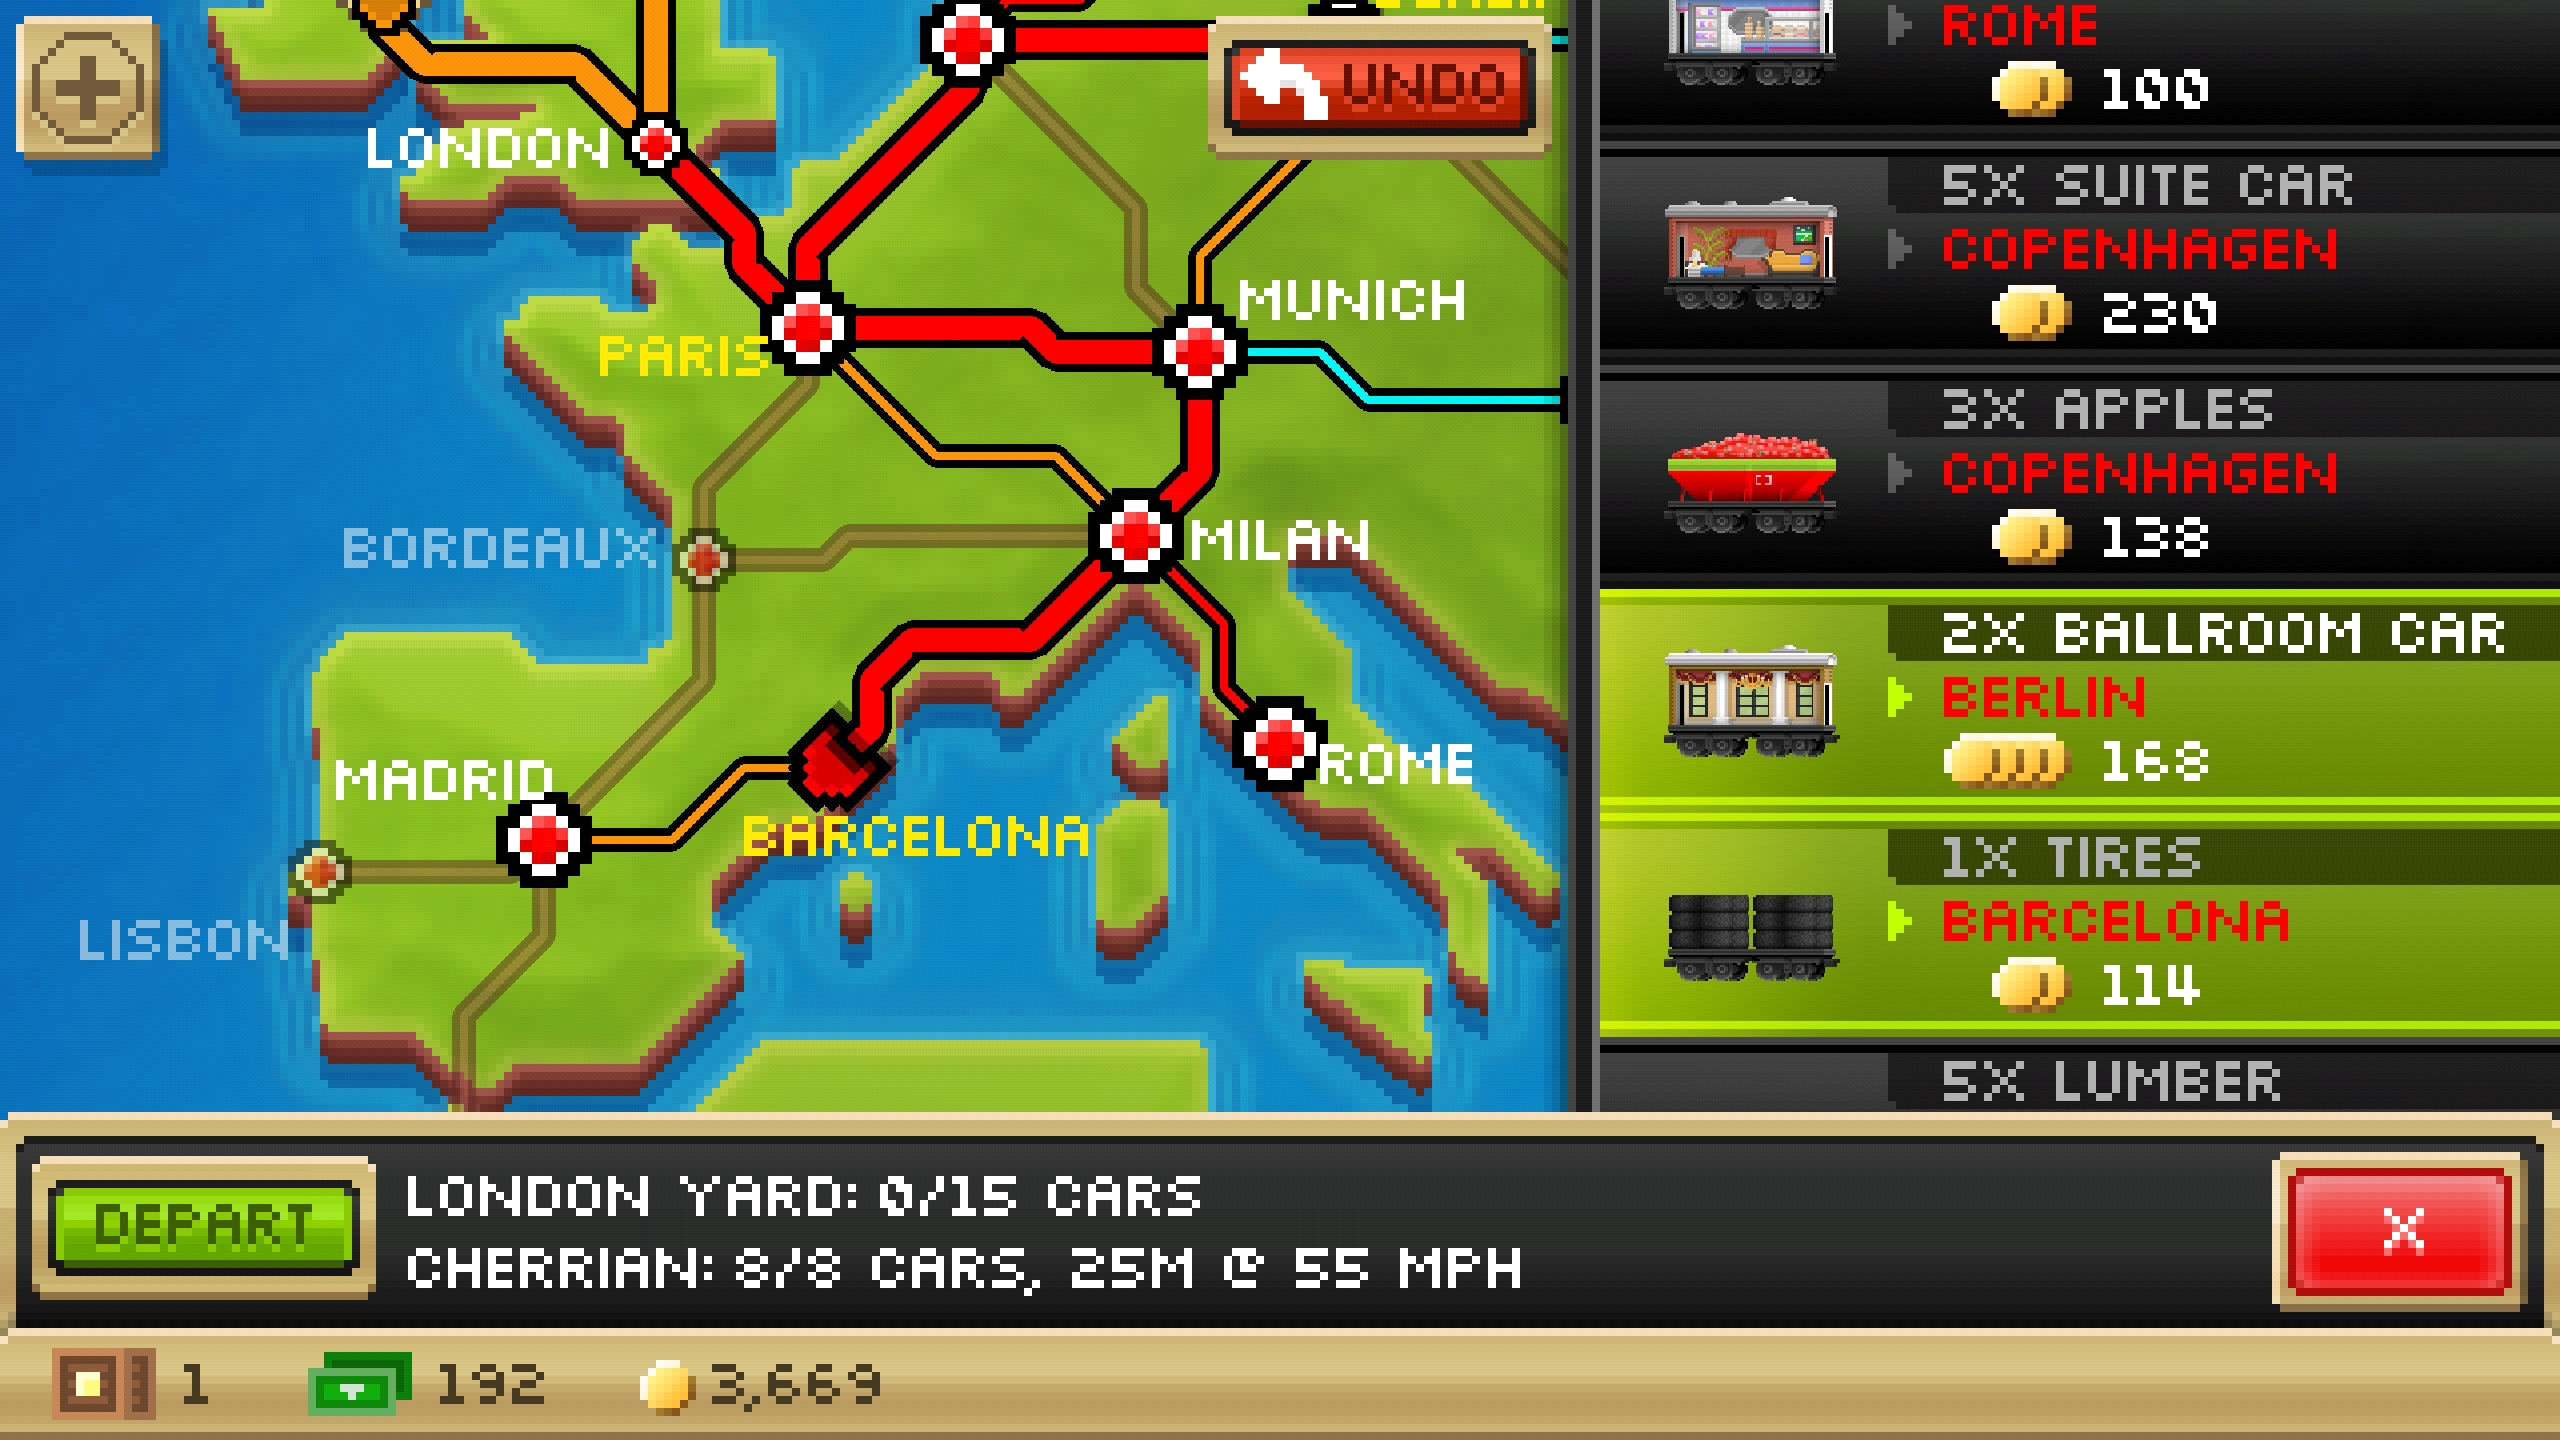 UNDO
LONDON
PARIS
MUNICH
BORDEAUX
MILAN
MADRID
ROME
BARCELONA
LISBON
ROME
100
5X SUITE CAR
COPENHAGEN
230
3X APPLES
COPENHAGEN
138
2X BALLROOM CAR
BERLIN
168
1X TIRES
BARCELONA
114
5X LUMBER
DEPART
LONDON YARD: 0/15 CARS
CHERRIAN: 8/8 CARS, 25M @ 55 MPH
X
1
192
3,669